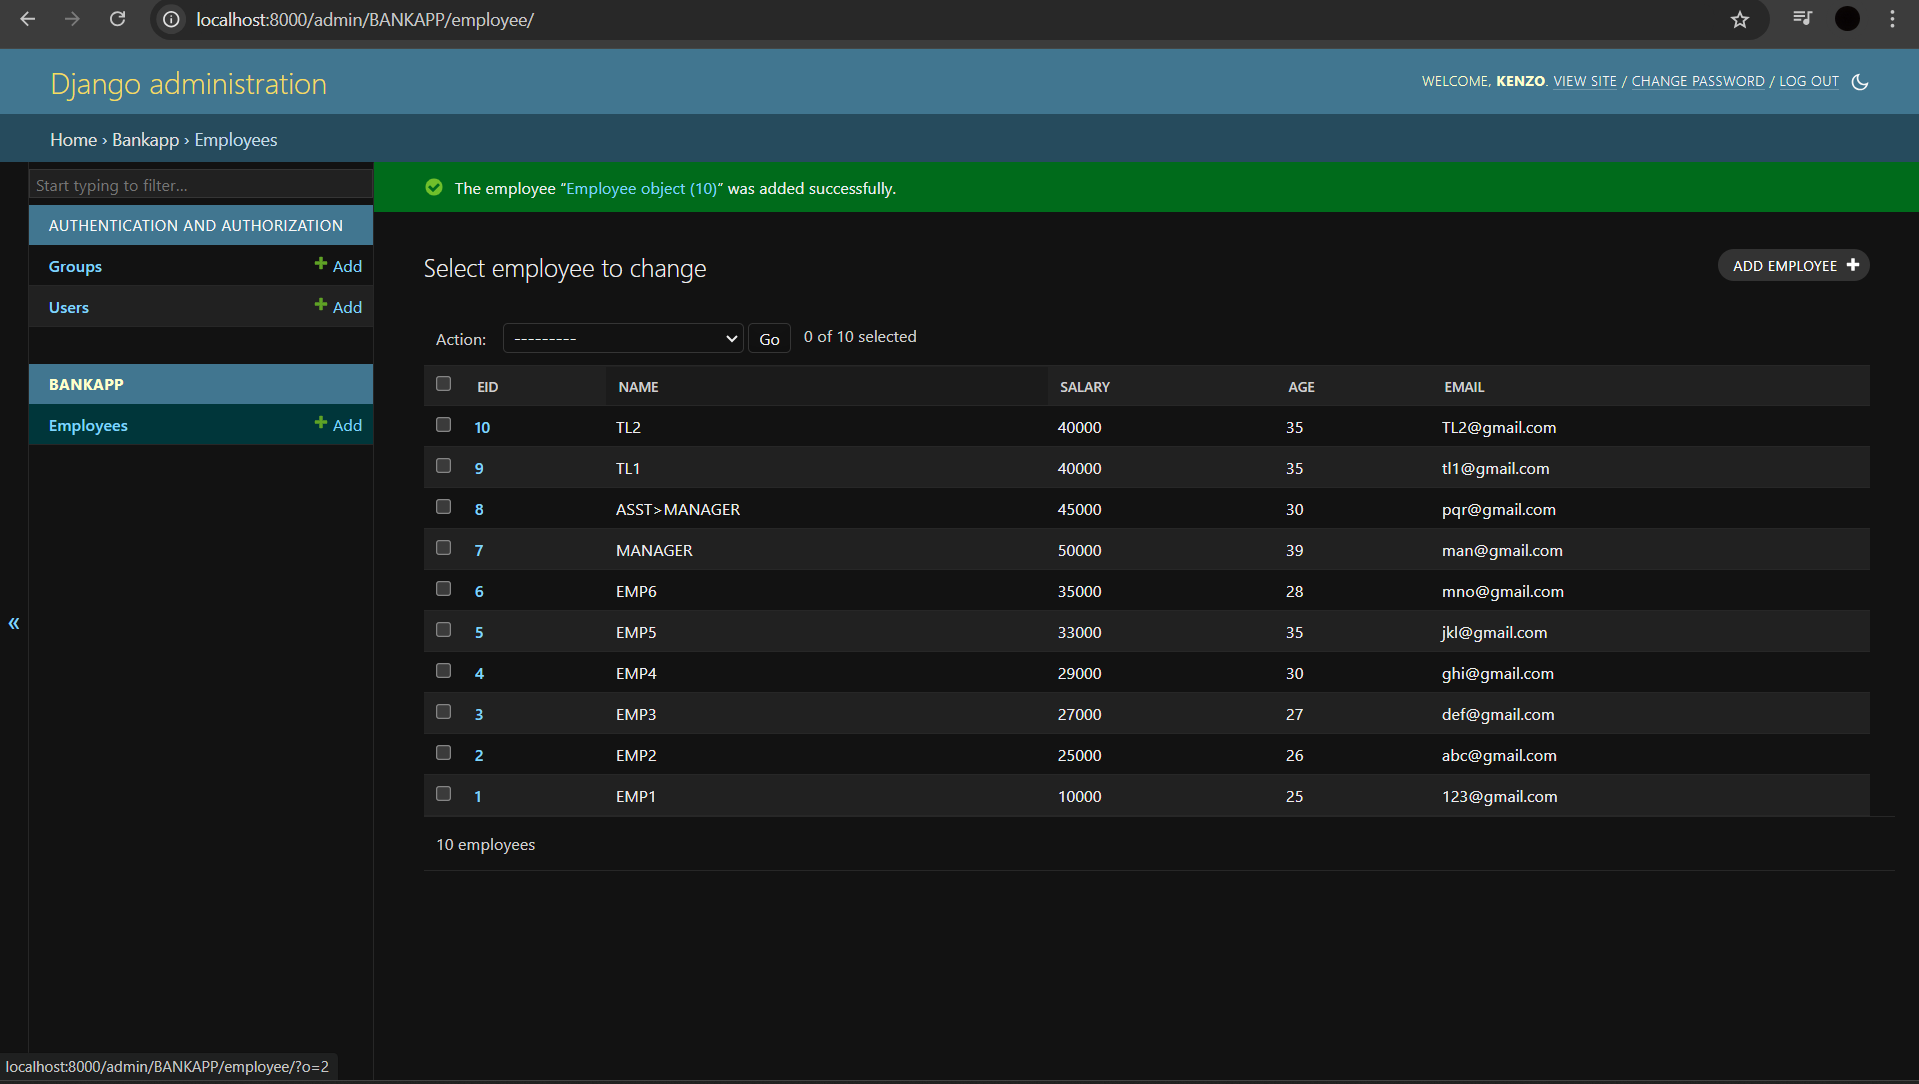 localhost:8000/admin/BANKAPP/employee/
Django administration
WELCOME, KENZO. VIEW SITE / CHANGE PASSWORD / LOG OUT
Home › Bankapp › Employees
Start typing to filter...
AUTHENTICATION AND AUTHORIZATION
Groups Add
Users Add
BANKAPP
Employees Add
«
The employee “Employee object (10)” was added successfully.
Select employee to change
ADD EMPLOYEE
Action: --------- Go 0 of 10 selected
EID NAME SALARY AGE EMAIL
10 TL2 40000 35 TL2@gmail.com
9 TL1 40000 35 tl1@gmail.com
8 ASST>MANAGER 45000 30 pqr@gmail.com
7 MANAGER 50000 39 man@gmail.com
6 EMP6 35000 28 mno@gmail.com
5 EMP5 33000 35 jkl@gmail.com
4 EMP4 29000 30 ghi@gmail.com
3 EMP3 27000 27 def@gmail.com
2 EMP2 25000 26 abc@gmail.com
1 EMP1 10000 25 123@gmail.com
10 employees
localhost:8000/admin/BANKAPP/employee/?o=2